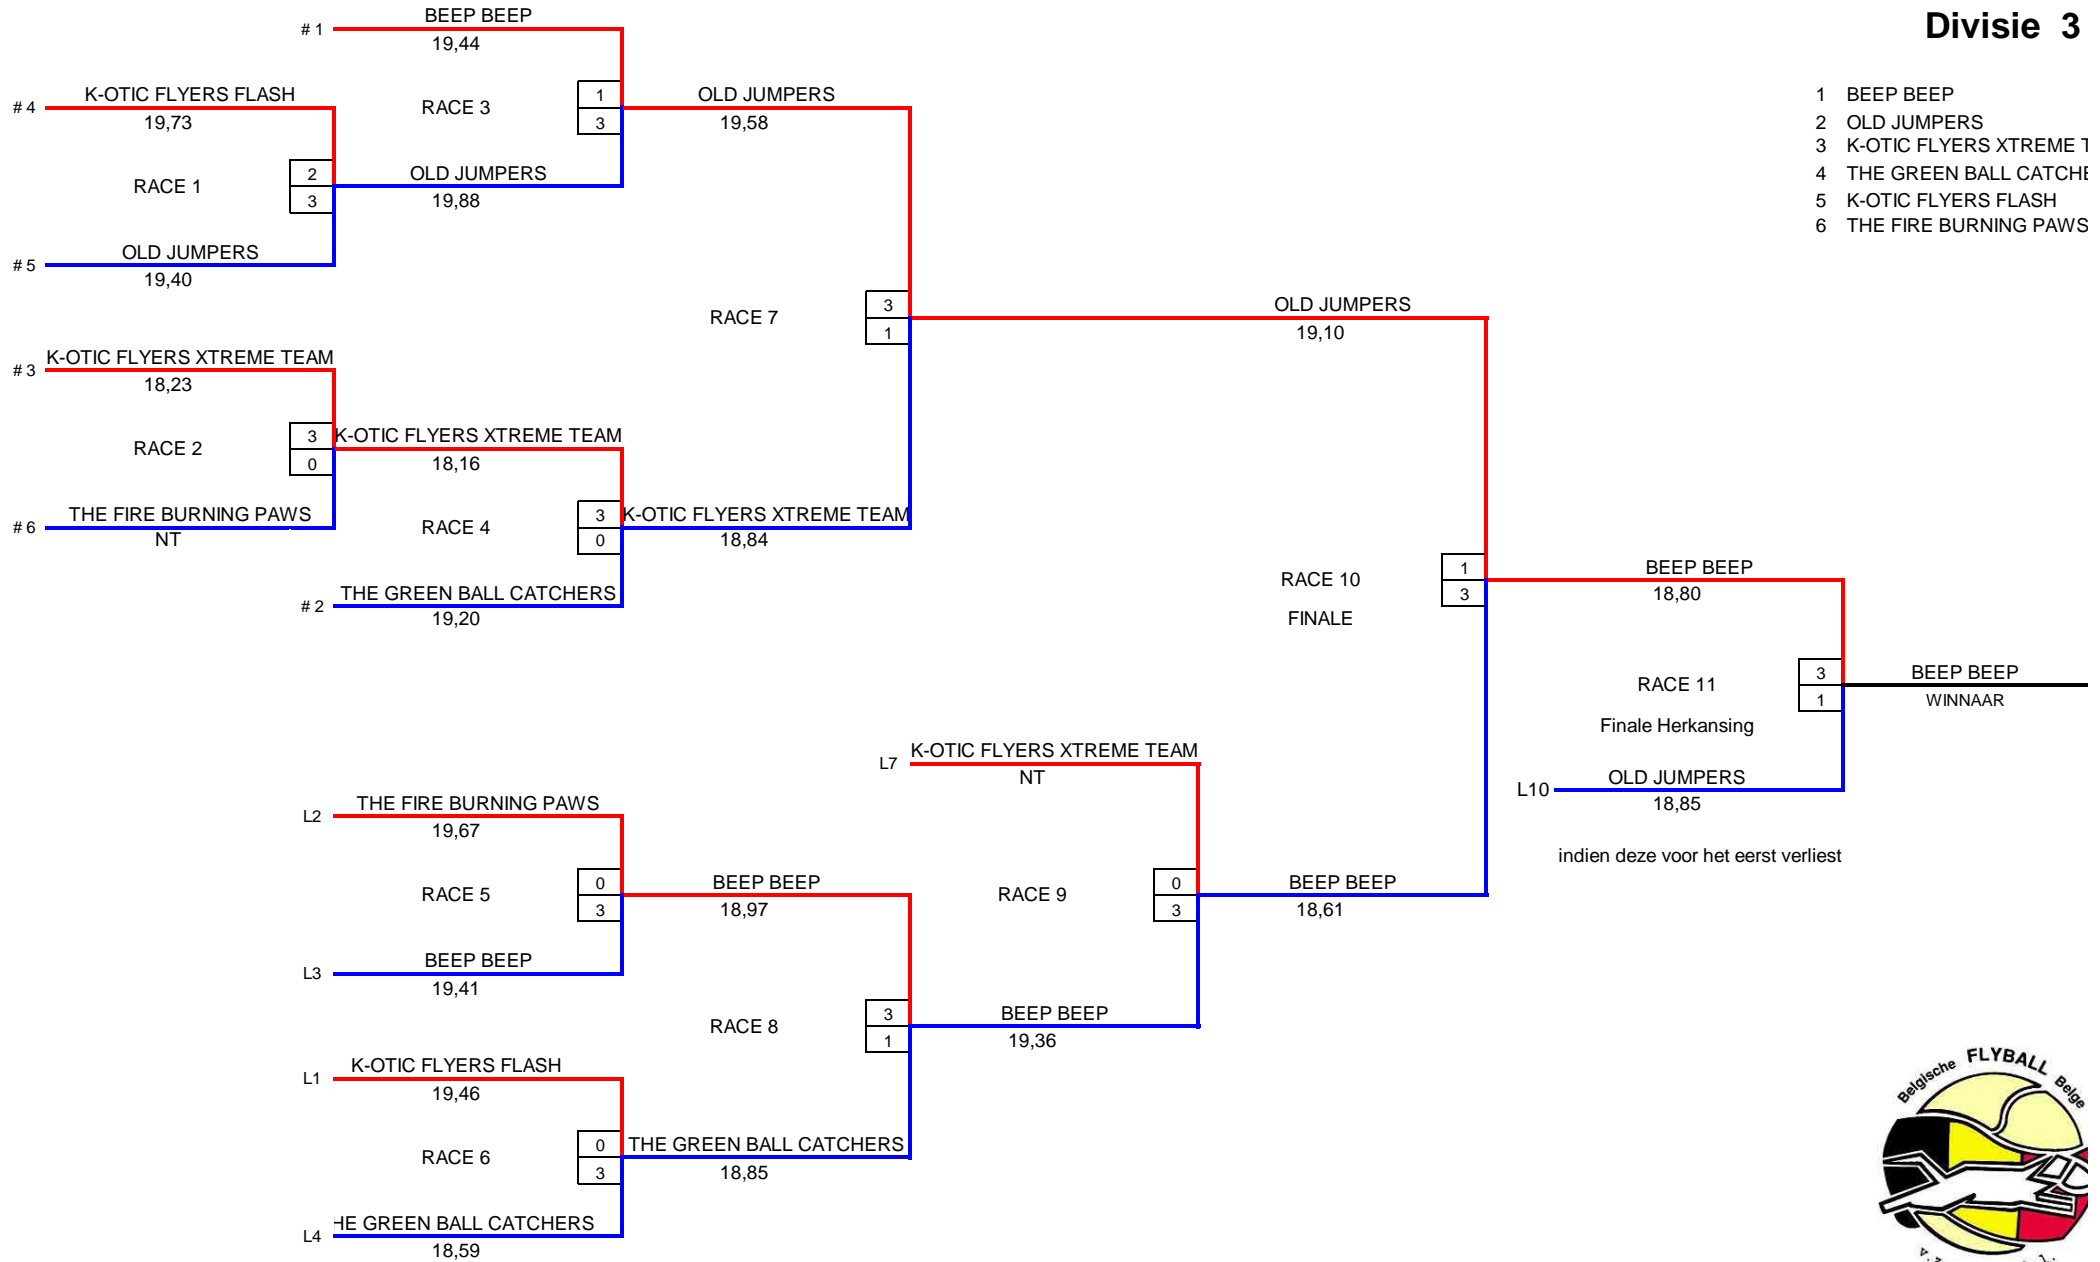 Divisie 3
1 BEEP BEEP
2 OLD JUMPERS
3 K-OTIC FLYERS XTREME T
4 THE GREEN BALL CATCHE
5 K-OTIC FLYERS FLASH
6 THE FIRE BURNING PAWS
# 1 BEEP BEEP
19,44
# 4 K-OTIC FLYERS FLASH
19,73
RACE 3
1
3
OLD JUMPERS
19,58
RACE 1
2
3
OLD JUMPERS
19,88
# 5 OLD JUMPERS
19,40
RACE 7
3
1
OLD JUMPERS
19,10
# 3 K-OTIC FLYERS XTREME TEAM
18,23
RACE 2
3
0
K-OTIC FLYERS XTREME TEAM
18,16
# 6 THE FIRE BURNING PAWS
NT
RACE 4
3
0
K-OTIC FLYERS XTREME TEAM
18,84
# 2 THE GREEN BALL CATCHERS
19,20
RACE 10
FINALE
1
3
BEEP BEEP
18,80
RACE 11
Finale Herkansing
3
1
BEEP BEEP
WINNAAR
L10 OLD JUMPERS
18,85
indien deze voor het eerst verliest
L7 K-OTIC FLYERS XTREME TEAM
NT
L2 THE FIRE BURNING PAWS
19,67
RACE 5
0
3
BEEP BEEP
18,97
RACE 9
0
3
BEEP BEEP
18,61
L3 BEEP BEEP
19,41
RACE 8
3
1
BEEP BEEP
19,36
L1 K-OTIC FLYERS FLASH
19,46
RACE 6
0
3
THE GREEN BALL CATCHERS
18,85
L4 HE GREEN BALL CATCHERS
18,59
Belgische FLYBALL Belge